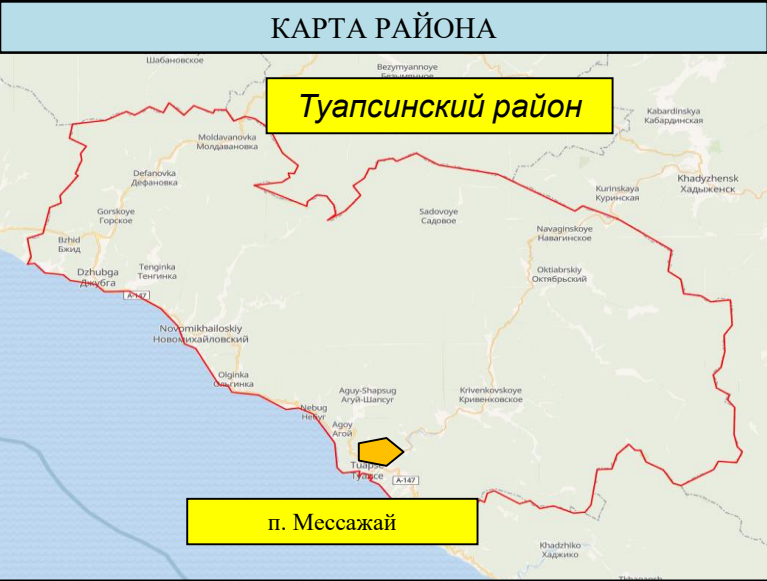 КАРТА РАЙОНА
Шабановское
Bezymyannoye
Безымянное
Туапсинский район
Kabardinskya
Кабардинская
Moldavanovka
Молдавановка
Defanovka
Дефановка
Khadyzhensk
Хадыженск
Kurinskaya
Куринская
Gorskoye
Горское
Sadovoye
Садовое
Navaginskoye
Навагинское
Bzhid
Бжид
Dzhubga
Джубга
Tenginka
Тенгинка
Oktiabrskiy
Октябрьский
A-147
Novomikhailoskiy
Новомихайловский
Olginka
Ольгинка
Aguy-Shapsug
Агуй-Шапсуг
Krivenkovskoye
Кривенковское
Nebug
Небуг
Agoy
Агой
Tuapse
Туапсе
A-147
п. Мессажай
Khadzhiko
Хаджико